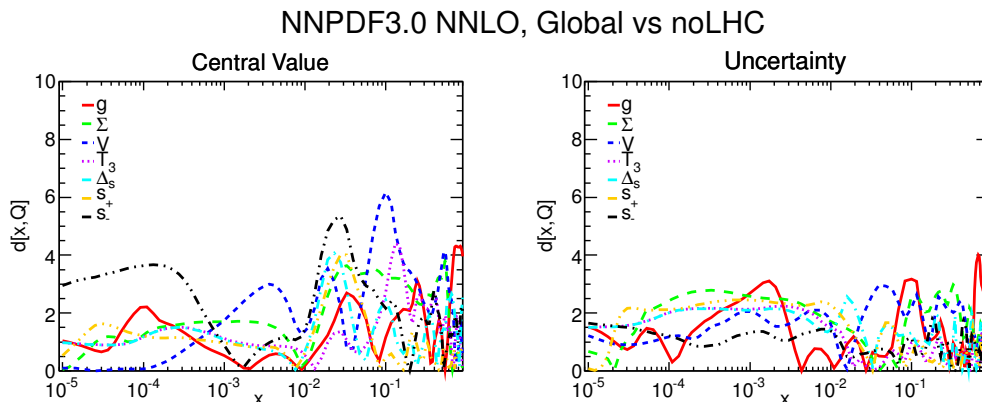 NNPDF3.0 NNLO, Global vs noLHC
Central Value
d[x,Q]
10
8
6
4
2
0
g
Σ
V
T₃
Δₛ
s₊
s₋
10⁻⁵
10⁻⁴
10⁻³
10⁻²
10⁻¹
x
Uncertainty
d[x,Q]
10
8
6
4
2
0
g
Σ
V
T₃
Δₛ
s₊
s₋
10⁻⁵
10⁻⁴
10⁻³
10⁻²
10⁻¹
x